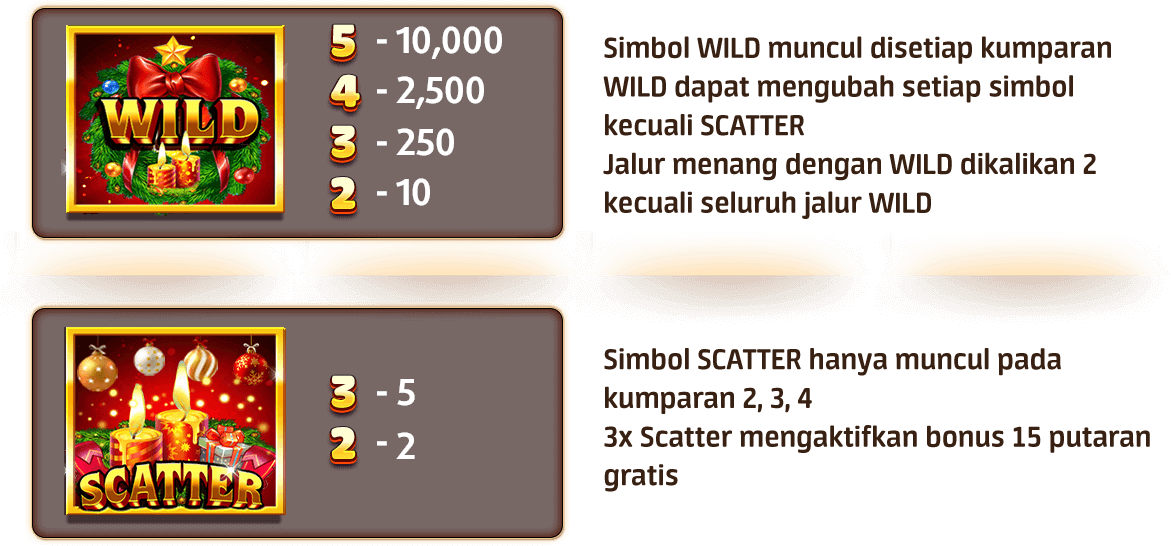 WILD
5 - 10,000
4 - 2,500
3 - 250
2 - 10
Simbol WILD muncul disetiap kumparan
WILD dapat mengubah setiap simbol
kecuali SCATTER
Jalur menang dengan WILD dikalikan 2
kecuali seluruh jalur WILD
SCATTER
3 - 5
2 - 2
Simbol SCATTER hanya muncul pada
kumparan 2, 3, 4
3x Scatter mengaktifkan bonus 15 putaran
gratis